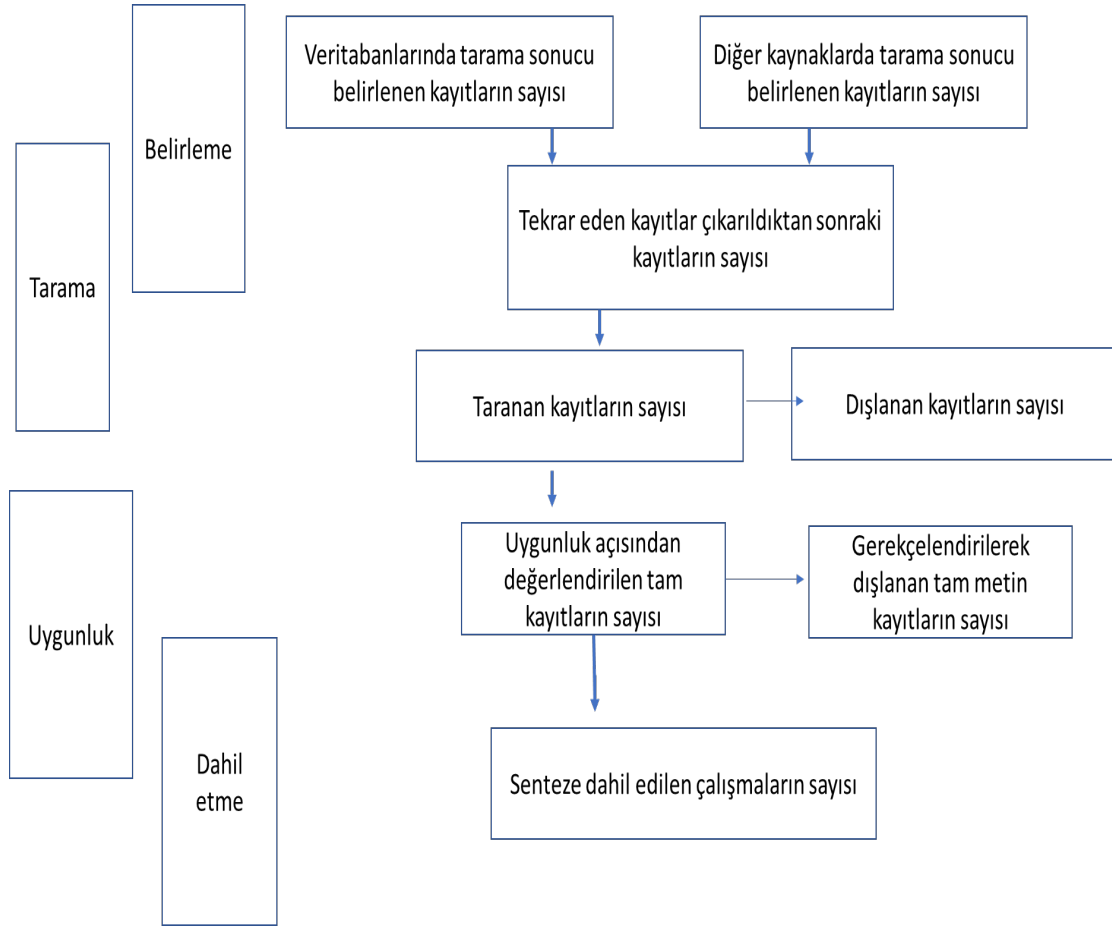 Veritabanlarında tarama sonucu
belirlenen kayıtların sayısı
Diğer kaynaklarda tarama sonucu
belirlenen kayıtların sayısı
Belirleme
Tekrar eden kayıtlar çıkarıldıktan sonraki
kayıtların sayısı
Tarama
Taranan kayıtların sayısı
Dışlanan kayıtların sayısı
Uygunluk açısından
değerlendirilen tam
kayıtların sayısı
Gerekçelendirilerek
dışlanan tam metin
kayıtların sayısı
Uygunluk
Dahil
etme
Senteze dahil edilen çalışmaların sayısı